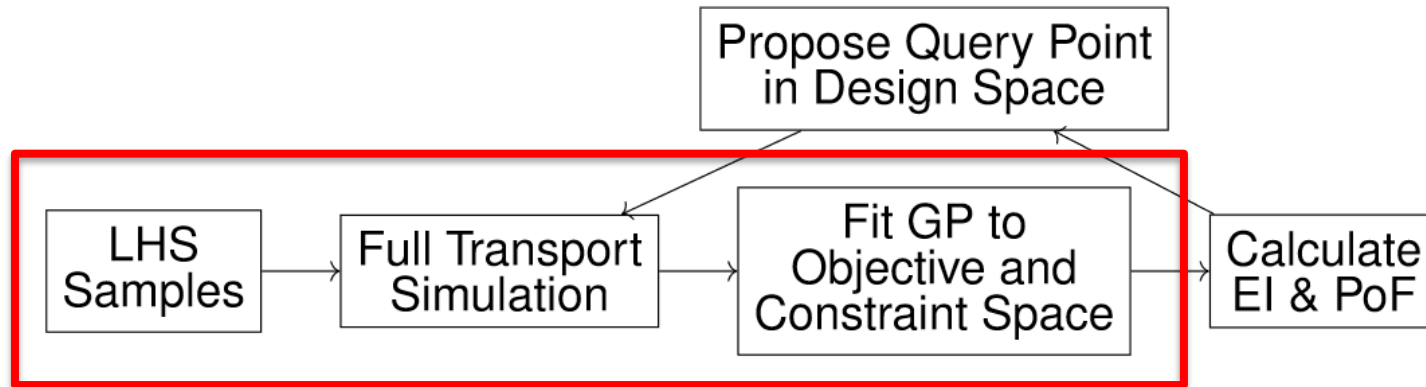 Propose Query Point
in Design Space
LHS
Samples
Full Transport
Simulation
Fit GP to
Objective and
Constraint Space
Calculate
EI & PoF